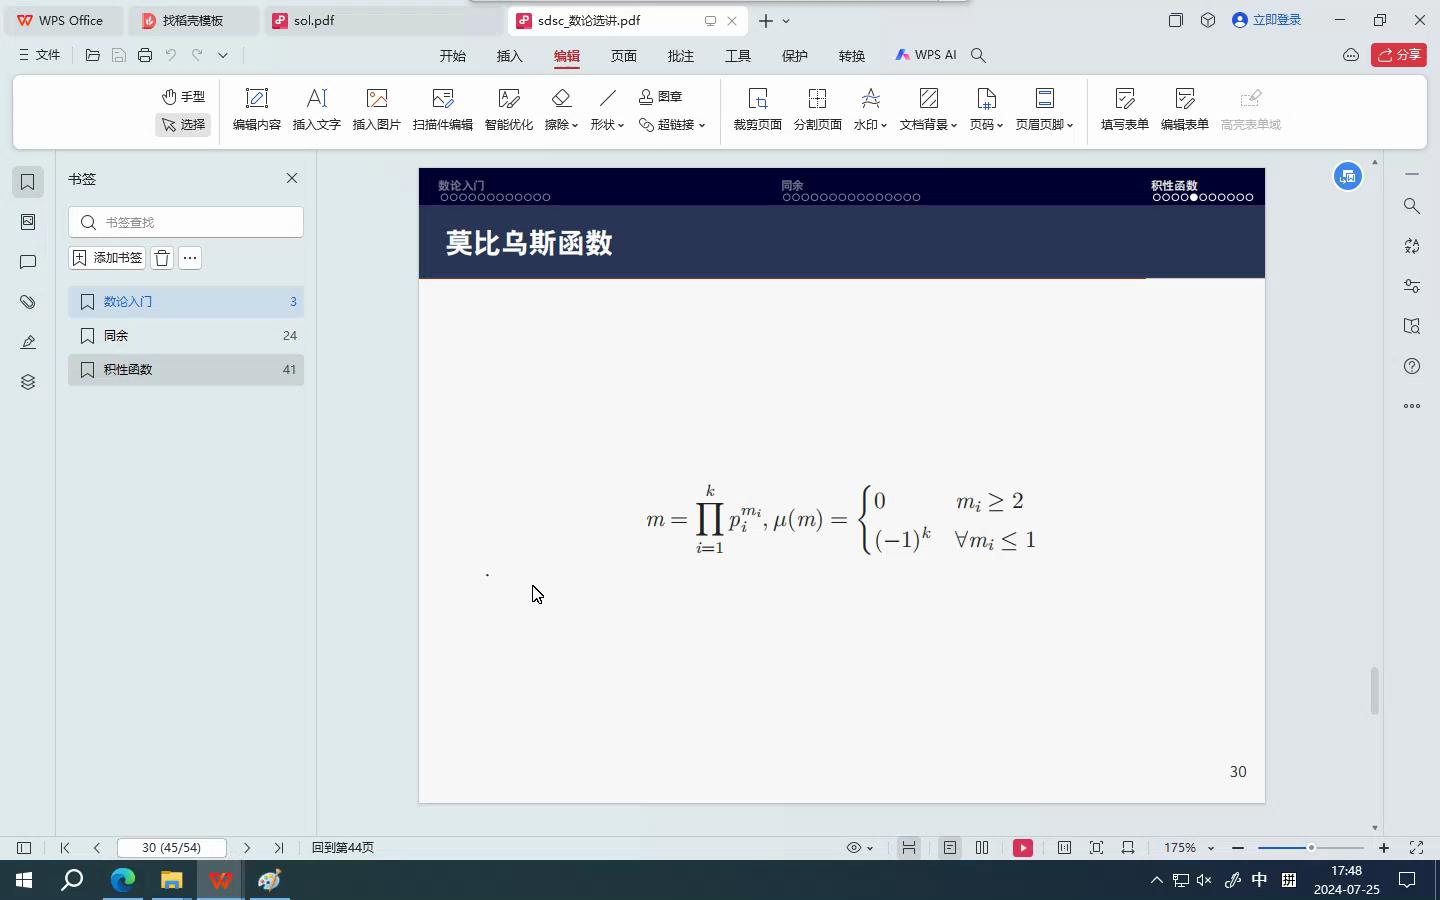 WPS Office
找稻壳模板
sol.pdf
sdsc_数论选讲.pdf
立即登录
文件
开始
插入
编辑
页面
批注
工具
保护
转换
WPS AI
分享
手型
选择
编辑内容
插入文字
插入图片
扫描件编辑
智能优化
擦除
形状
图章
超链接
裁剪页面
分割页面
水印
文档背景
页码
页眉页脚
填写表单
编辑表单
高亮表单域
书签
书签查找
添加书签
数论入门 3
同余 24
积性函数 41
数论入门 同余 积性函数
莫比乌斯函数
m = ∏_{i=1}^{k} p_i^{m_i}, μ(m) = { 0 m_i ≥ 2
(−1)^k ∀m_i ≤ 1
.
30
30 (45/54)
回到第44页
175%
中
拼
17:48
2024-07-25